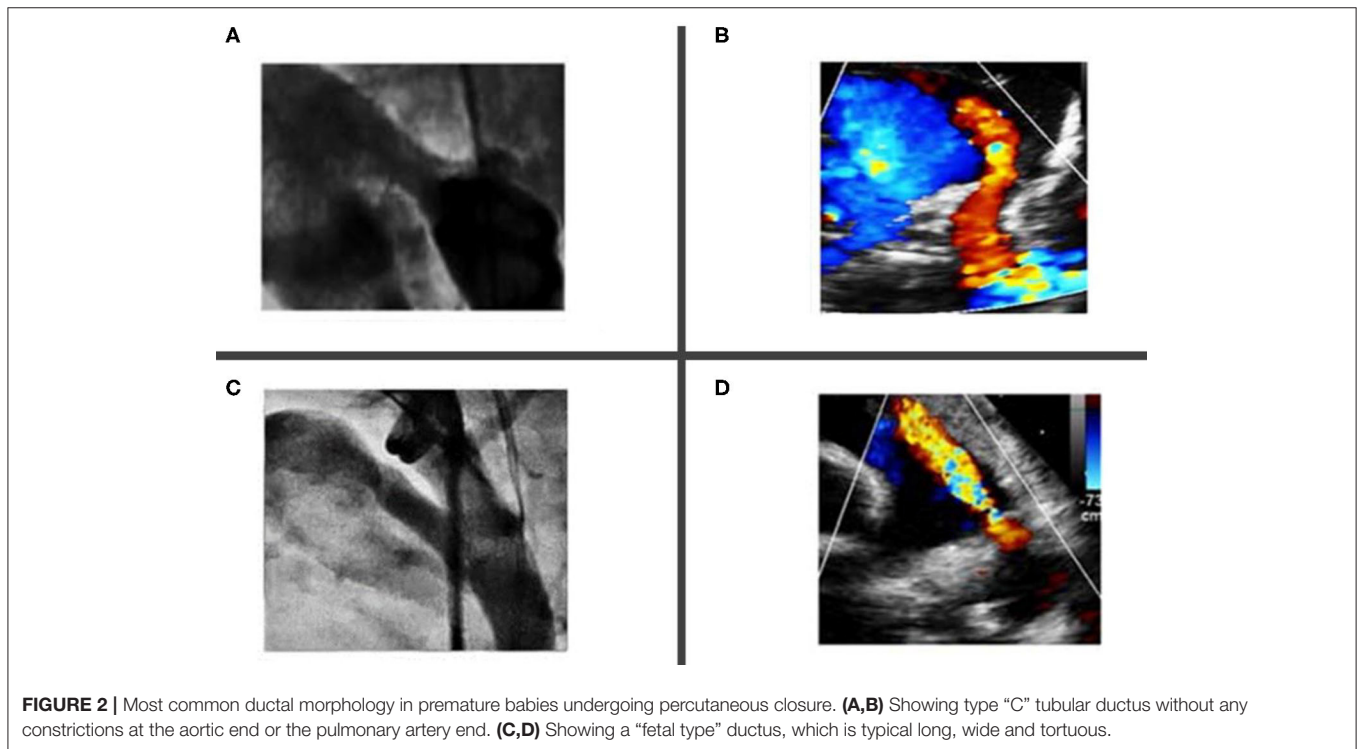 A
B
C
D
-73
cm
FIGURE 2 | Most common ductal morphology in premature babies undergoing percutaneous closure. (A,B) Showing type “C” tubular ductus without any
constrictions at the aortic end or the pulmonary artery end. (C,D) Showing a “fetal type” ductus, which is typical long, wide and tortuous.